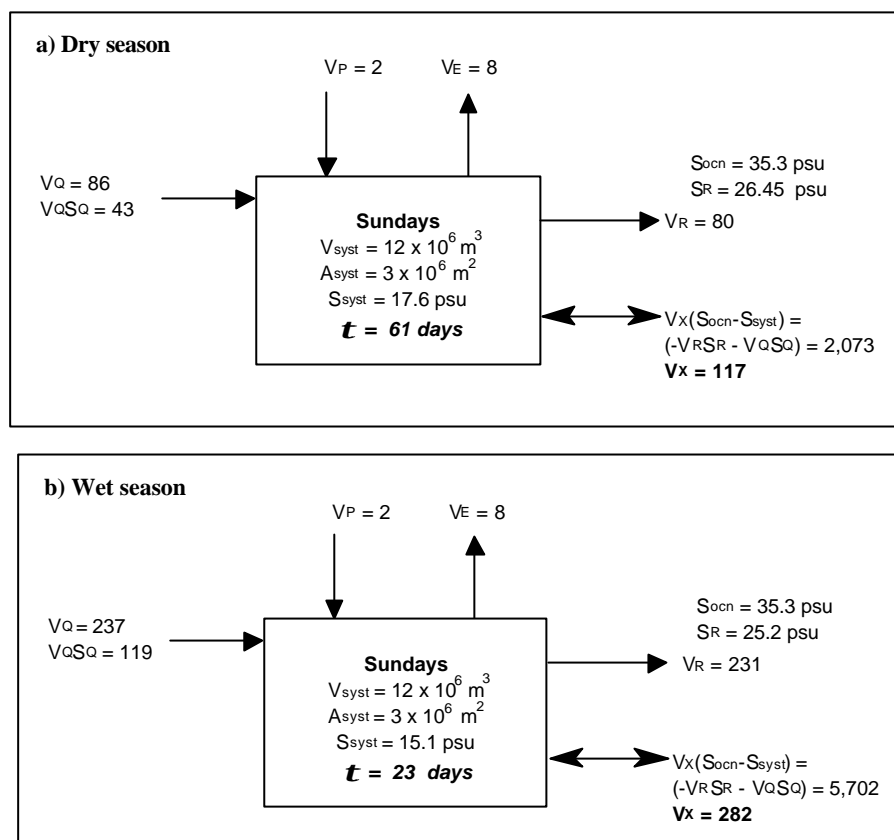 a) Dry season
VP = 2
VE = 8
VQ = 86
VQSQ = 43
Sundays
Vsyst = 12 x 10^6 m^3
Asyst = 3 x 10^6 m^2
Ssyst = 17.6 psu
τ = 61 days
Socn = 35.3 psu
SR = 26.45 psu
VR = 80
VX(Socn-Ssyst) =
(-VRSR - VQSQ) = 2,073
VX = 117
b) Wet season
VP = 2
VE = 8
VQ = 237
VQSQ = 119
Sundays
Vsyst = 12 x 10^6 m^3
Asyst = 3 x 10^6 m^2
Ssyst = 15.1 psu
τ = 23 days
Socn = 35.3 psu
SR = 25.2 psu
VR = 231
VX(Socn-Ssyst) =
(-VRSR - VQSQ) = 5,702
VX = 282